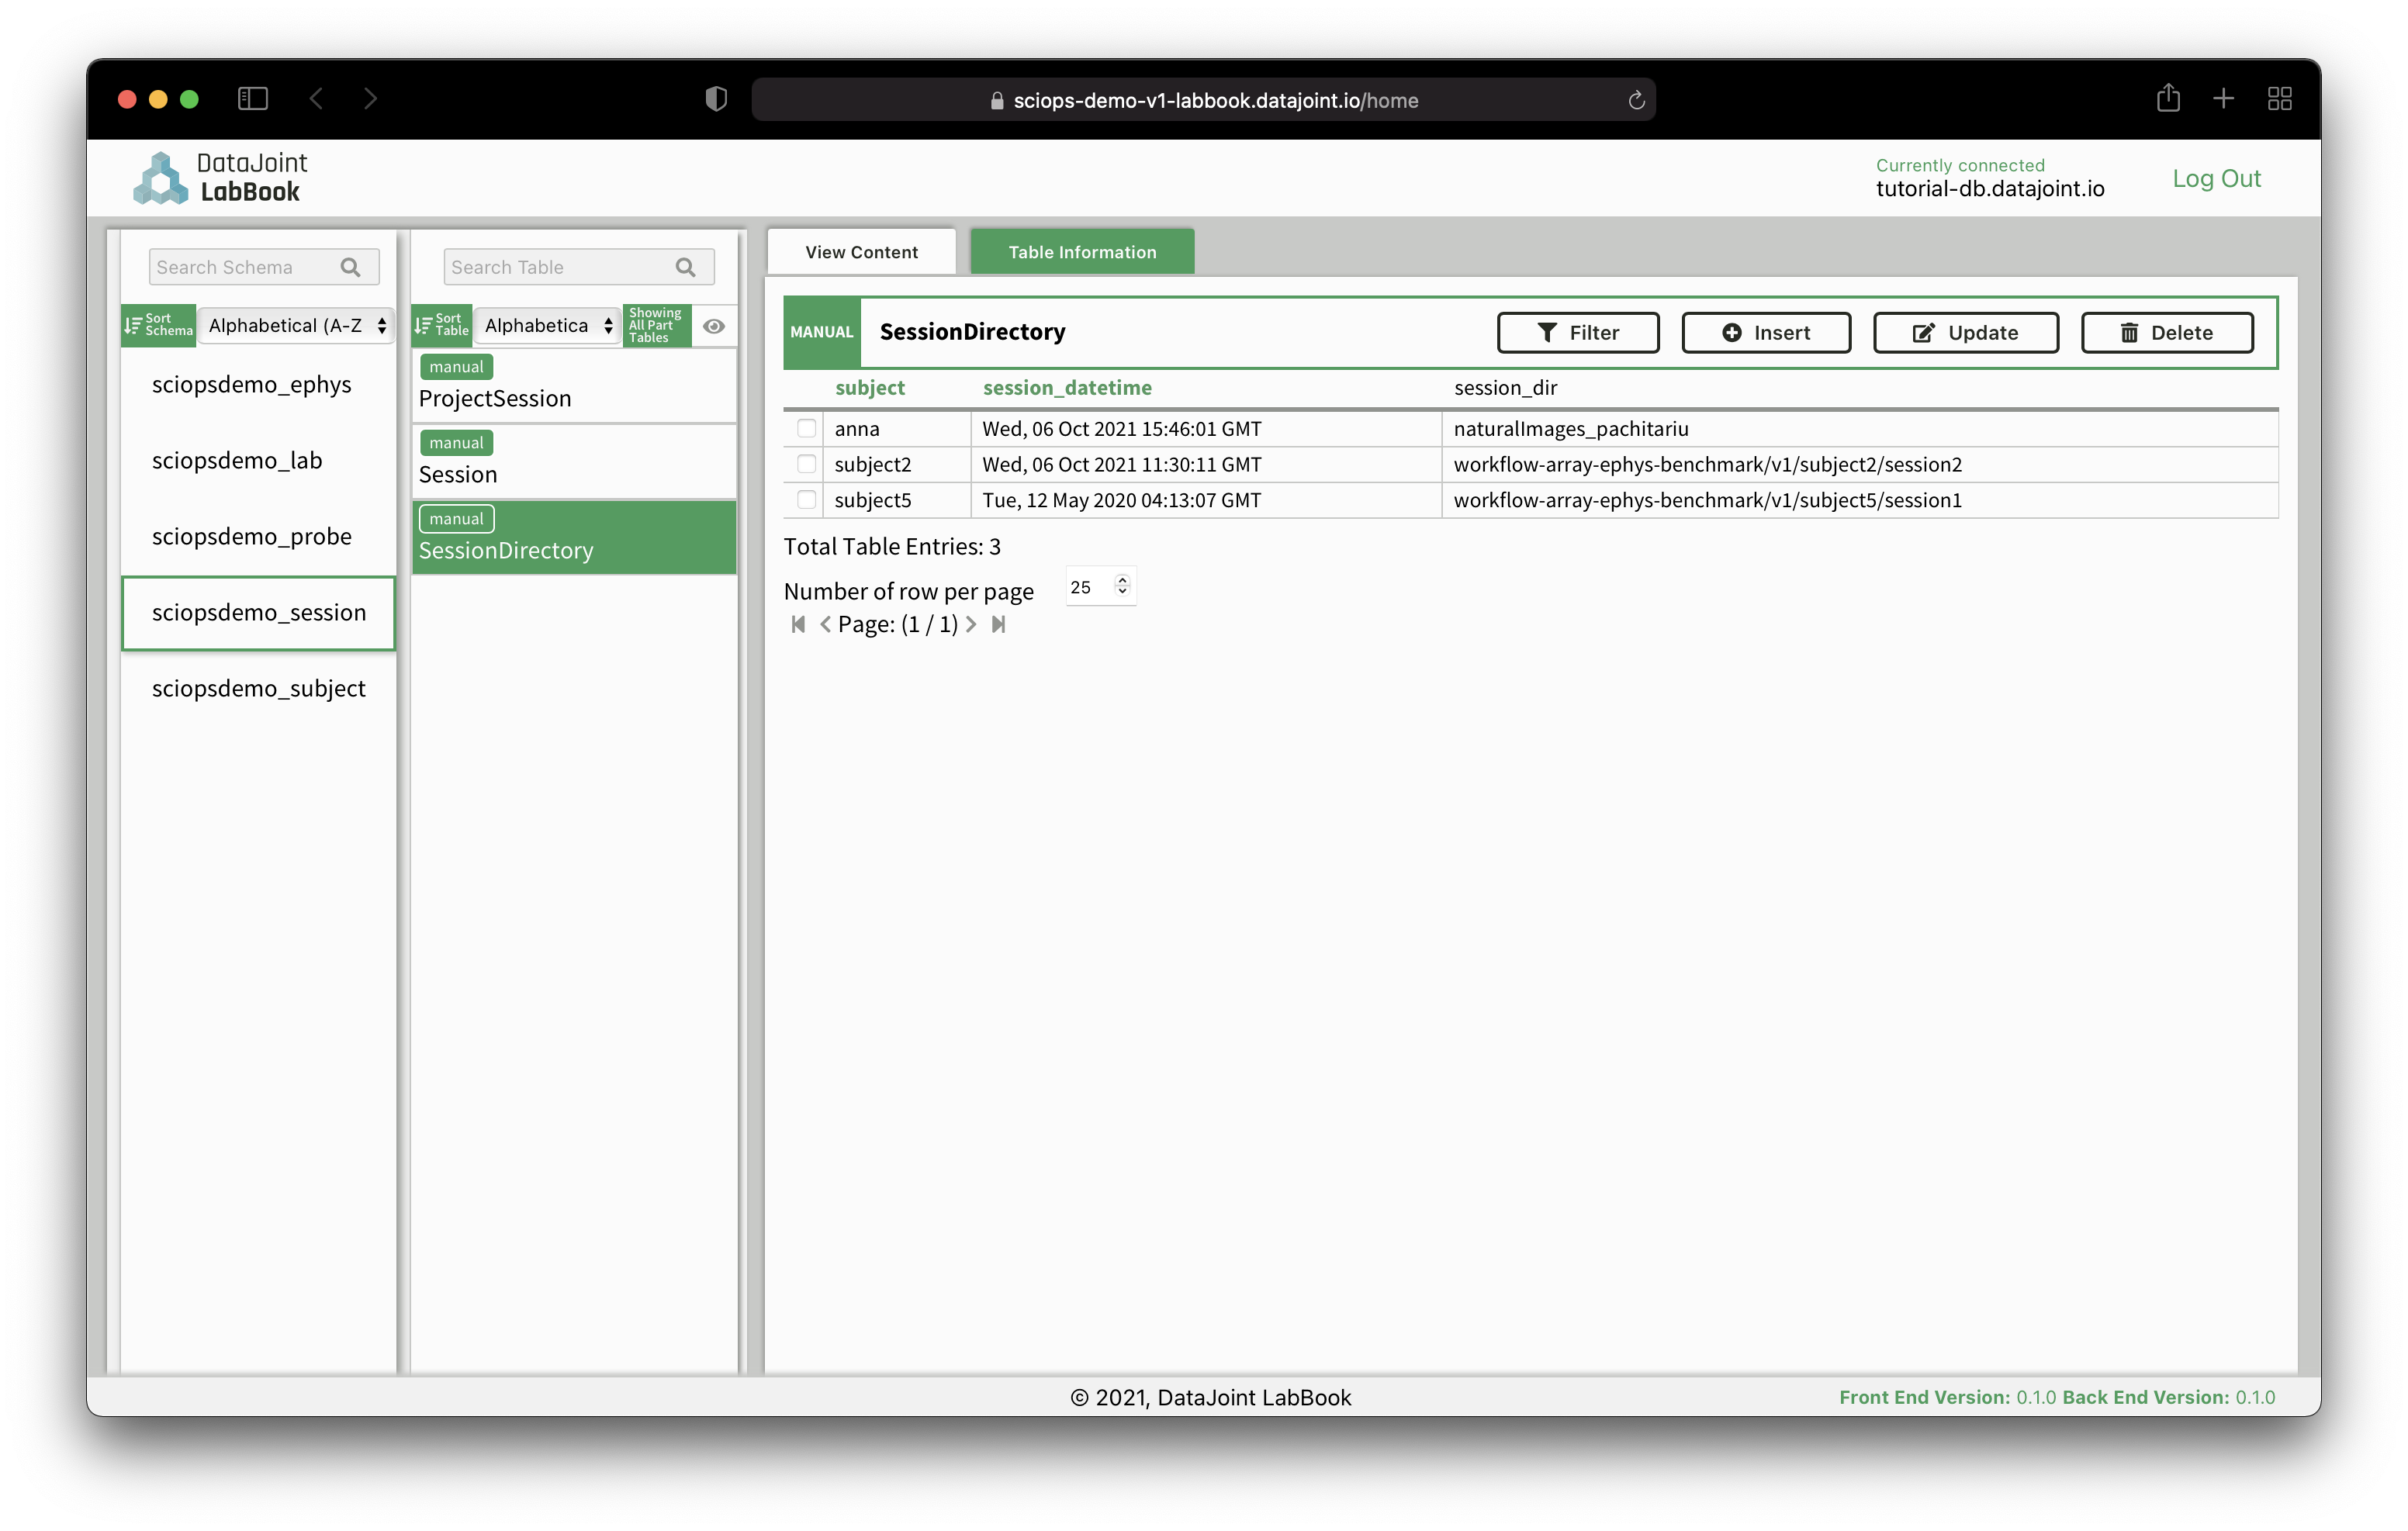 sciops-demo-v1-labbook.datajoint.io/home
DataJoint
LabBook
Currently connected
tutorial-db.datajoint.io
Log Out
Search Schema
Sort
Schema
Alphabetical (A-Z
sciopsdemo_ephys
sciopsdemo_lab
sciopsdemo_probe
sciopsdemo_session
sciopsdemo_subject
Search Table
Sort
Table
Alphabetica
Showing
All Part
Tables
manual
ProjectSession
manual
Session
manual
SessionDirectory
View Content
Table Information
MANUAL
SessionDirectory
Filter
Insert
Update
Delete
subject session_datetime session_dir
anna Wed, 06 Oct 2021 15:46:01 GMT naturalImages_pachitariu
subject2 Wed, 06 Oct 2021 11:30:11 GMT workflow-array-ephys-benchmark/v1/subject2/session2
subject5 Tue, 12 May 2020 04:13:07 GMT workflow-array-ephys-benchmark/v1/subject5/session1
Total Table Entries: 3
Number of row per page 25
Page: (1 / 1)
© 2021, DataJoint LabBook
Front End Version: 0.1.0 Back End Version: 0.1.0